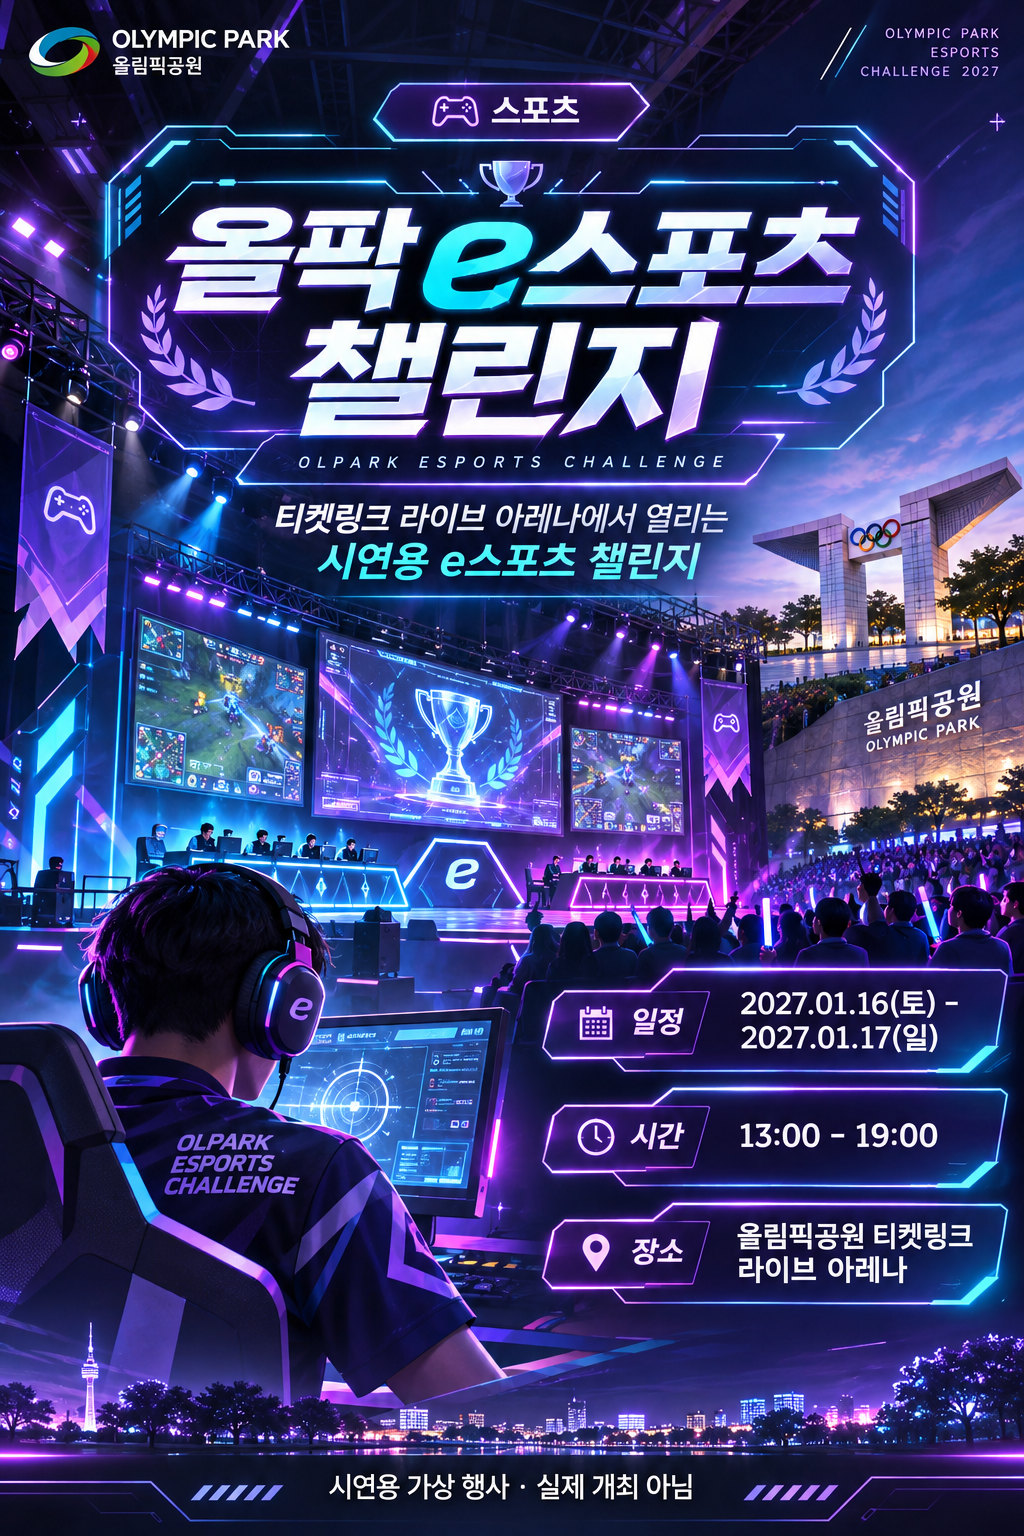 OLYMPIC PARK
올림픽공원
OLYMPIC PARK
ESPORTS
CHALLENGE 2027
스포츠
올팍 e스포츠
챌린지
OLPARK ESPORTS CHALLENGE
티켓링크 라이브 아레나에서 열리는
시연용 e스포츠 챌린지
올림픽공원
OLYMPIC PARK
e
e
OLPARK
ESPORTS
CHALLENGE
일정
2027.01.16(토) –
2027.01.17(일)
시간
13:00 – 19:00
장소
올림픽공원 티켓링크
라이브 아레나
시연용 가상 행사 · 실제 개최 아님